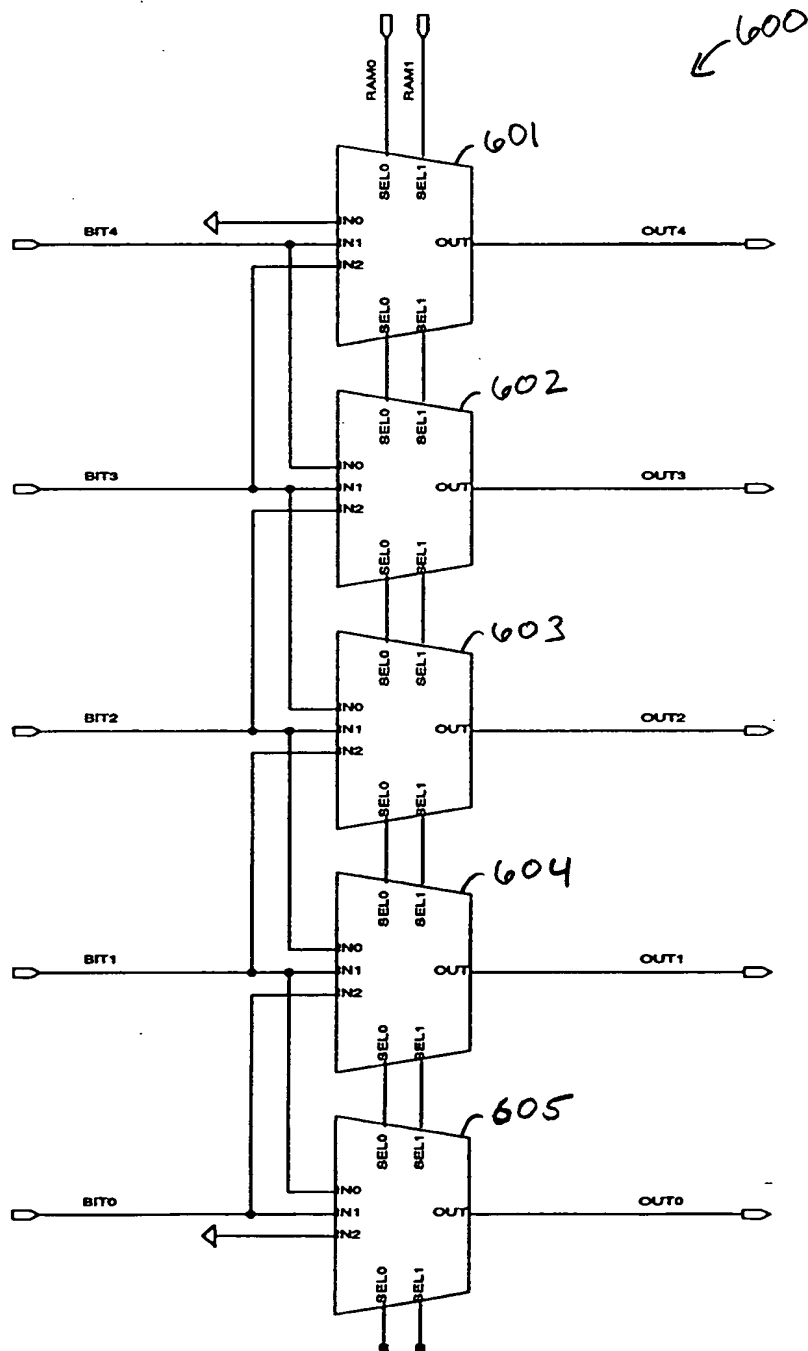 600
RAM0 RAM1
601
SEL0 SEL1
IN0
BIT4 IN1 OUT OUT4
IN2
SEL0 SEL1
602
SEL0 SEL1
IN0
BIT3 IN1 OUT OUT3
IN2
SEL0 SEL1
603
SEL0 SEL1
IN0
BIT2 IN1 OUT OUT2
IN2
SEL0 SEL1
604
SEL0 SEL1
IN0
BIT1 IN1 OUT OUT1
IN2
SEL0 SEL1
605
SEL0 SEL1
IN0
BIT0 IN1 OUT OUT0
IN2
SEL0 SEL1